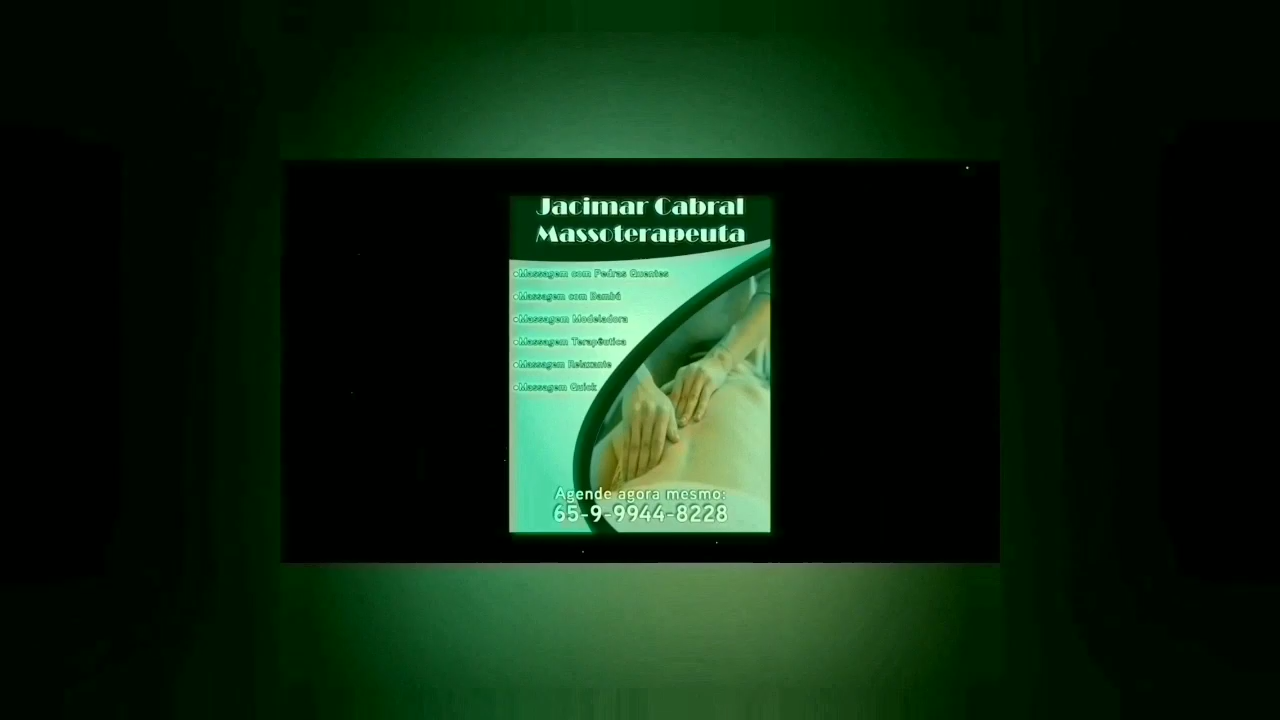 Jacimar Cabral
Massoterapeuta
•Massagem com Pedras Quentes
•Massagem com Bambú
•Massagem Modeladora
•Massagem Terapêutica
•Massagem Relaxante
•Massagem Quick
Agende agora mesmo:
65-9-9944-8228